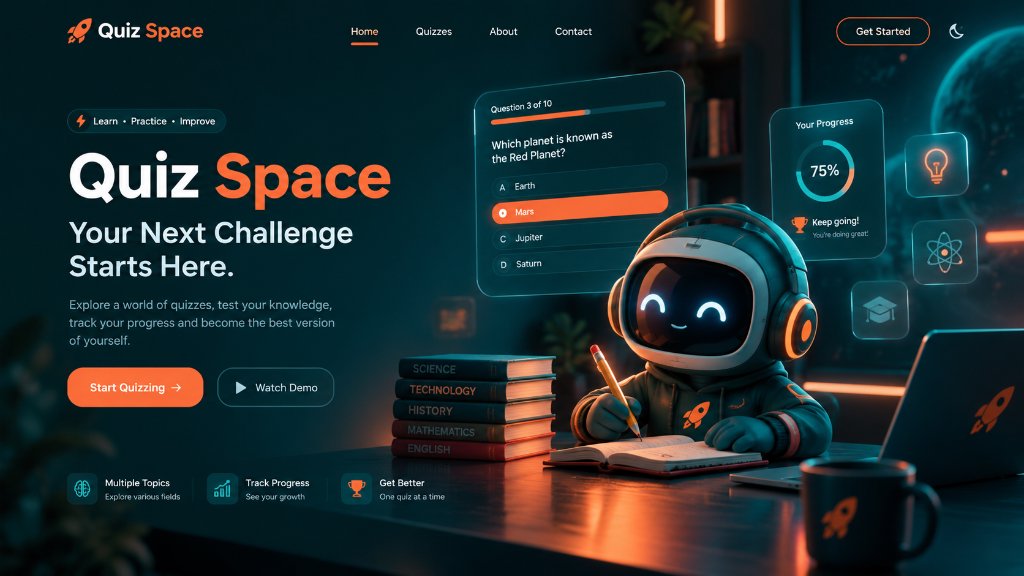 Quiz Space
Home
Quizzes
About
Contact
Get Started
Learn • Practice • Improve
Quiz Space
Your Next Challenge
Starts Here.
Explore a world of quizzes, test your knowledge,
track your progress and become the best version
of yourself.
Start Quizzing →
Watch Demo
Multiple Topics
Explore various fields
Track Progress
See your growth
Get Better
One quiz at a time
Question 3 of 10
Which planet is known as
the Red Planet?
A Earth
Mars
C Jupiter
D Saturn
Your Progress
75%
Keep going!
You're doing great!
SCIENCE
TECHNOLOGY
HISTORY
MATHEMATICS
ENGLISH